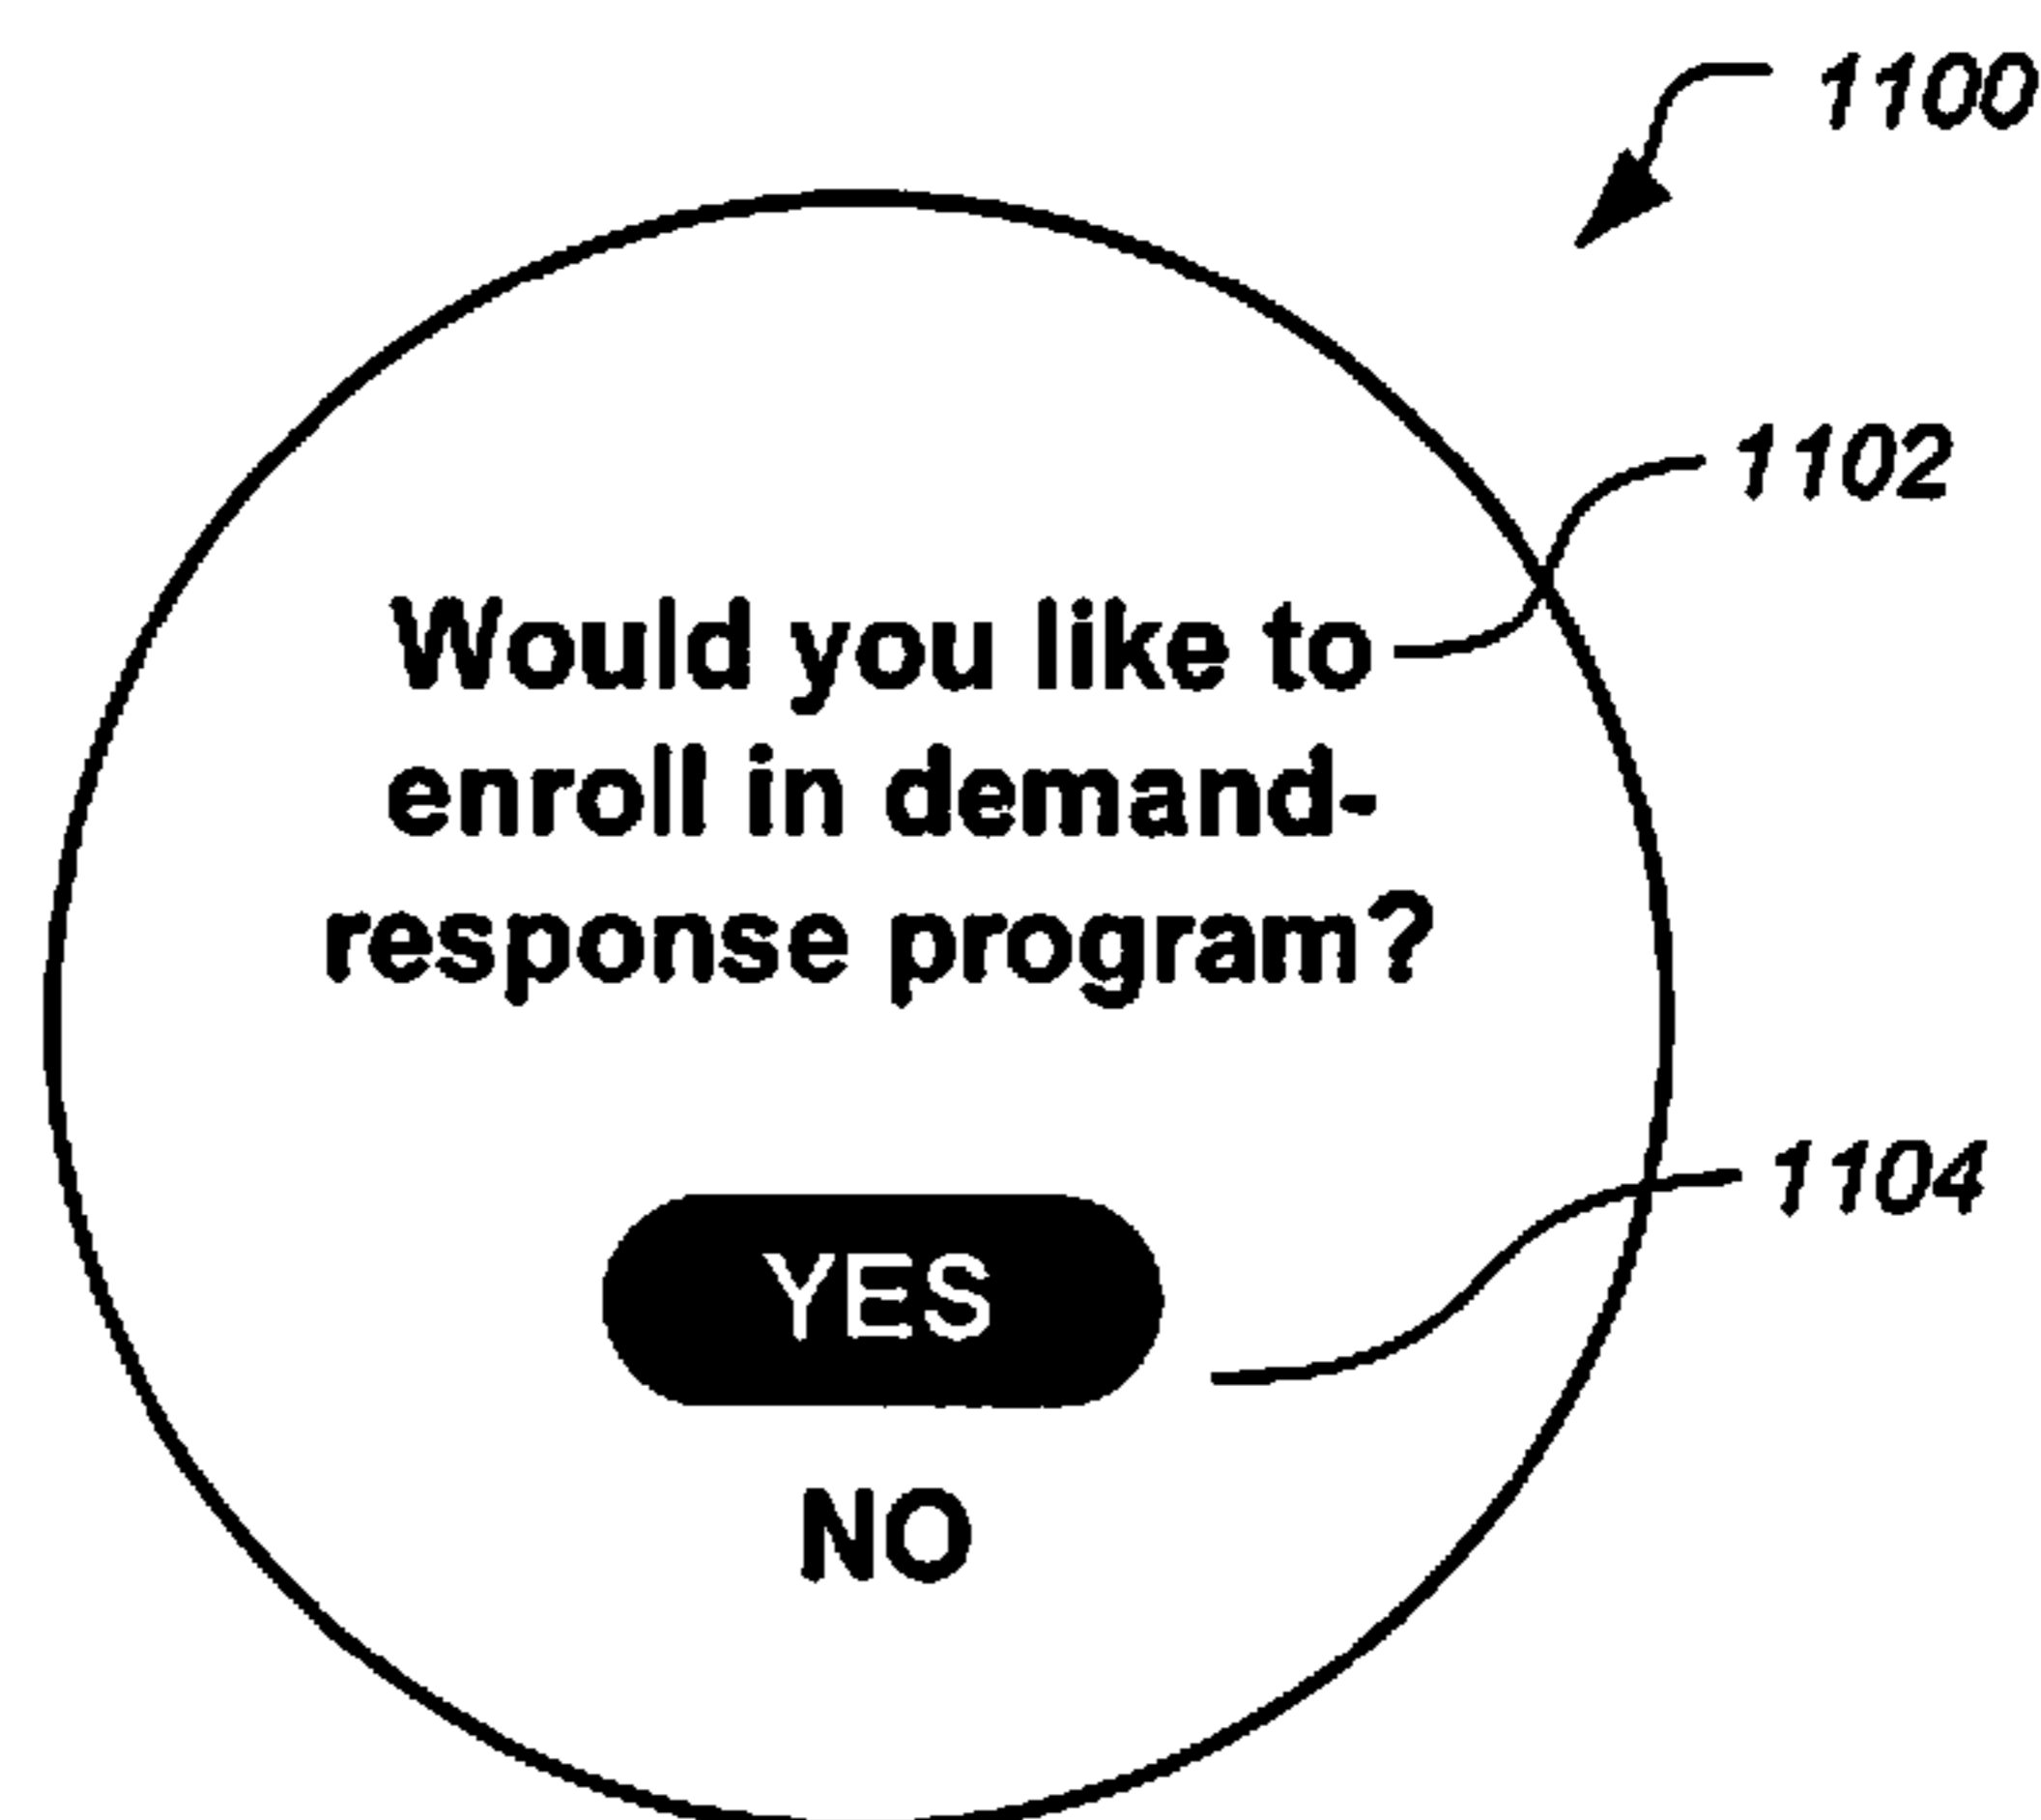 1100
1102
Would you like to
enroll in demand-
response program?
1104
YES
NO